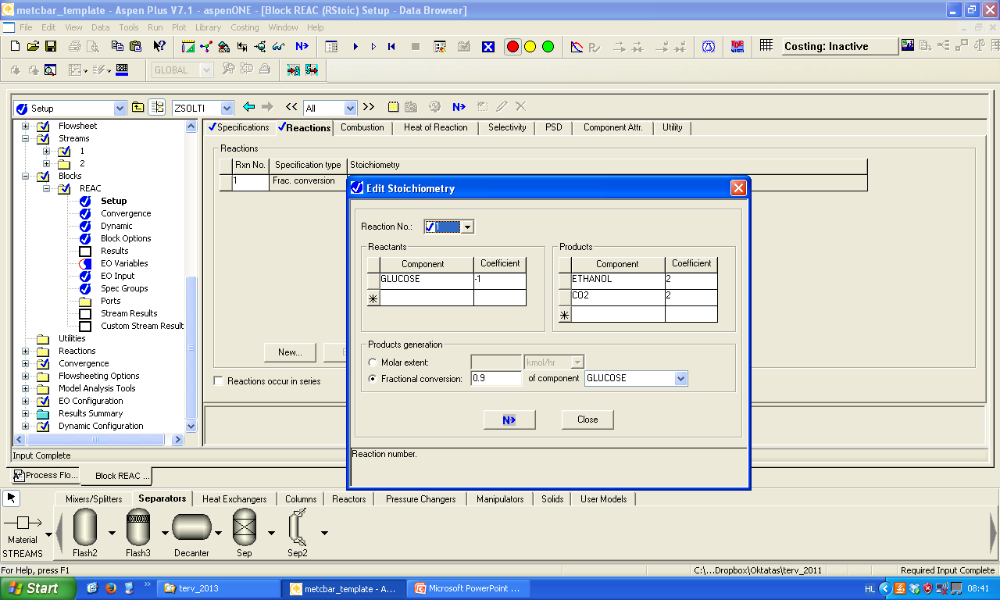 metcbar_template - Aspen Plus V7.1 - aspenONE - [Block REAC (RStoic) Setup - Data Browser]
File Edit View Data Tools Run Plot Library Costing Window Help
N
Costing: Inactive
GLOBAL
Setup ZSOLTI << All >> N
Flowsheet
Streams
1
2
Blocks
REAC
Setup
Convergence
Dynamic
Block Options
Results
EO Variables
EO Input
Spec Groups
Ports
Stream Results
Custom Stream Result
Utilities
Reactions
Convergence
Flowsheeting Options
Model Analysis Tools
EO Configuration
Results Summary
Dynamic Configuration
Specifications Reactions Combustion Heat of Reaction Selectivity PSD Component Attr. Utility
Reactions
Rxn No. Specification type Stoichiometry
1 Frac. conversion
New...
Reactions occur in series
Edit Stoichiometry
Reaction No.: 1
Reactants
Component Coefficient
GLUCOSE -1
Products
Component Coefficient
ETHANOL 2
CO2 2
Products generation
Molar extent: kmol/hr
Fractional conversion: 0.9 of component GLUCOSE
N Close
Reaction number.
Input Complete
Process Flo... Block REAC ...
Mixers/Splitters Separators Heat Exchangers Columns Reactors Pressure Changers Manipulators Solids User Models
Material
STREAMS
Flash2 Flash3 Decanter Sep Sep2
For Help, press F1 C:\...Dropbox\Oktatas\terv_2011 Required Input Complete
Start terv_2013 metcbar_template - A... Microsoft PowerPoint ... HL 08:41